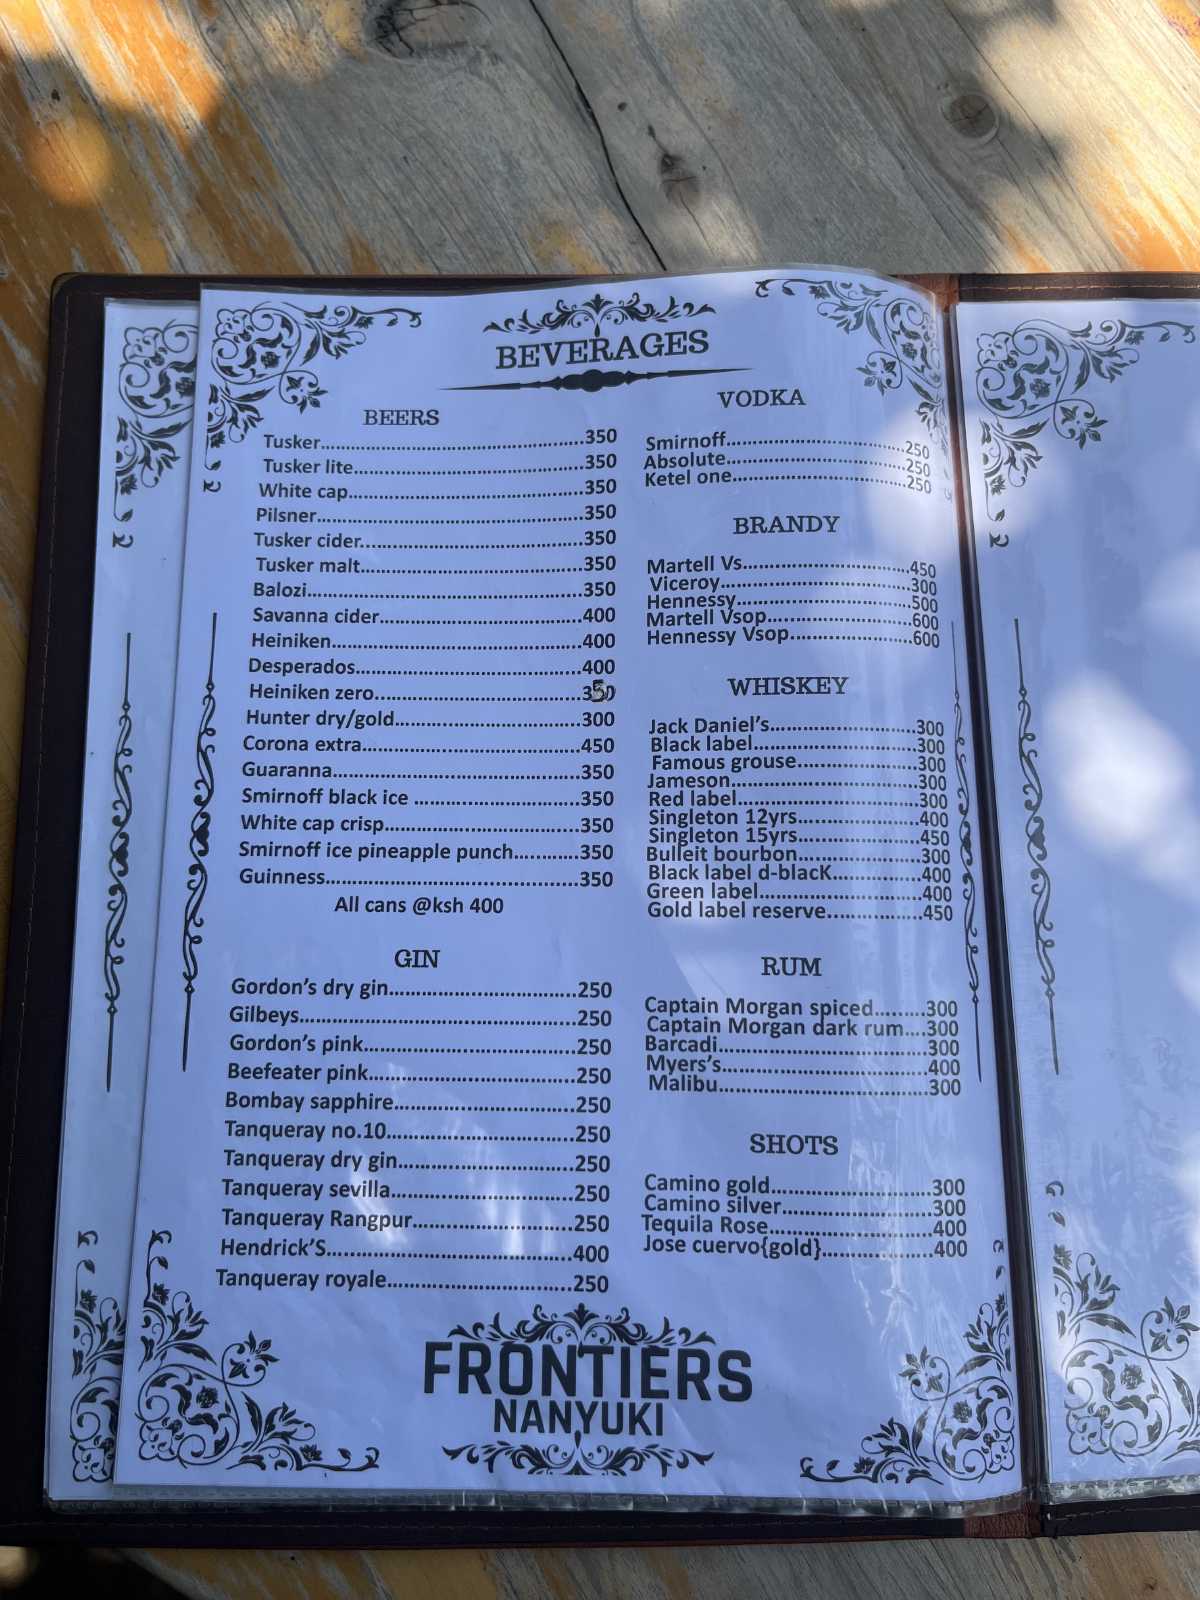 BEVERAGES
BEERS
Tusker.....................................350
Tusker lite.................................350
White cap.................................350
Pilsner......................................350
Tusker cider...............................350
Tusker malt...............................350
Balozi.......................................350
Savanna cider............................400
Heiniken...................................400
Desperados................................400
Heiniken zero.............................350
Hunter dry/gold..........................300
Corona extra..............................450
Guaranna..................................350
Smirnoff black ice .......................350
White cap crisp...........................350
Smirnoff ice pineapple punch...........350
Guinness...................................350
All cans @ksh 400
GIN
Gordon's dry gin.........................250
Gilbeys.....................................250
Gordon's pink.............................250
Beefeater pink............................250
Bombay sapphire.........................250
Tanqueray no.10..........................250
Tanqueray dry gin........................250
Tanqueray sevilla.........................250
Tanqueray Rangpur......................250
Hendrick'S.................................400
Tanqueray royale.........................250
VODKA
Smirnoff..............................250
Absolute..............................250
Ketel one.............................250
BRANDY
Martell Vs............................450
Viceroy................................300
Hennessy..............................500
Martell Vsop.........................600
Hennessy Vsop......................600
WHISKEY
Jack Daniel's.........................300
Black label............................300
Famous grouse......................300
Jameson...............................300
Red label..............................300
Singleton 12yrs......................400
Singleton 15yrs......................450
Bulleit bourbon......................300
Black label d-blacK.................400
Green label...........................400
Gold label reserve..................450
RUM
Captain Morgan spiced.........300
Captain Morgan dark rum....300
Barcadi................................300
Myers's................................400
Malibu.................................300
SHOTS
Camino gold.........................300
Camino silver........................300
Tequila Rose.........................400
Jose cuervo{gold}..................400
FRONTIERS
NANYUKI